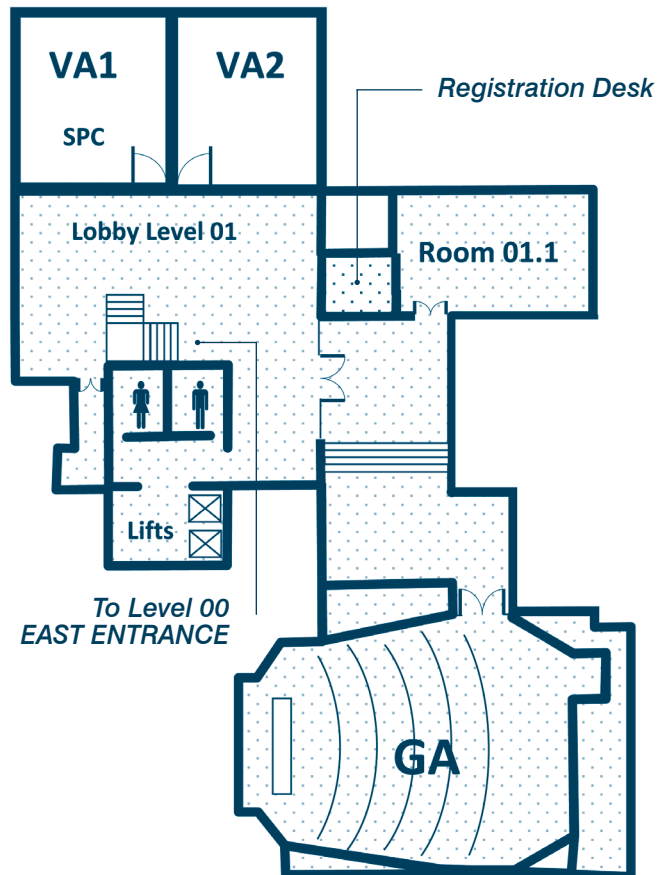 VA1
VA2
SPC
Registration Desk
Lobby Level 01
Room 01.1
Lifts
To Level 00
EAST ENTRANCE
GA